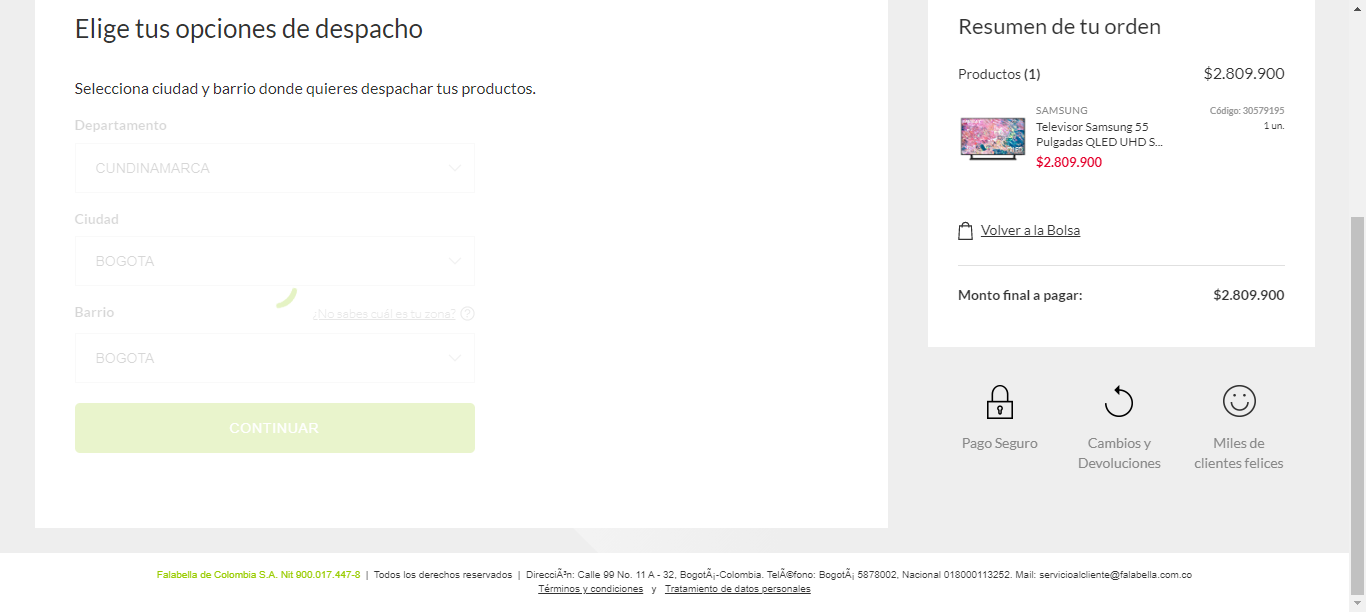 Elige tus opciones de despacho
Selecciona ciudad y barrio donde quieres despachar tus productos.
Departamento
CUNDINAMARCA
Ciudad
BOGOTA
Barrio
¿No sabes cuál es tu zona? ?
BOGOTA
CONTINUAR
Resumen de tu orden
Productos (1) $2.809.900
SAMSUNG Código: 30579195
Televisor Samsung 55 1 un.
Pulgadas QLED UHD S...
$2.809.900
Volver a la Bolsa
Monto final a pagar: $2.809.900
Pago Seguro
Cambios y
Devoluciones
Miles de
clientes felices
Falabella de Colombia S.A. Nit 900.017.447-8 | Todos los derechos reservados | DirecciÃ³n: Calle 99 No. 11 A - 32, BogotÃ¡-Colombia. TelÃ©fono: BogotÃ¡ 5878002, Nacional 018000113252. Mail: servicioalcliente@falabella.com.co
Términos y condiciones y Tratamiento de datos personales